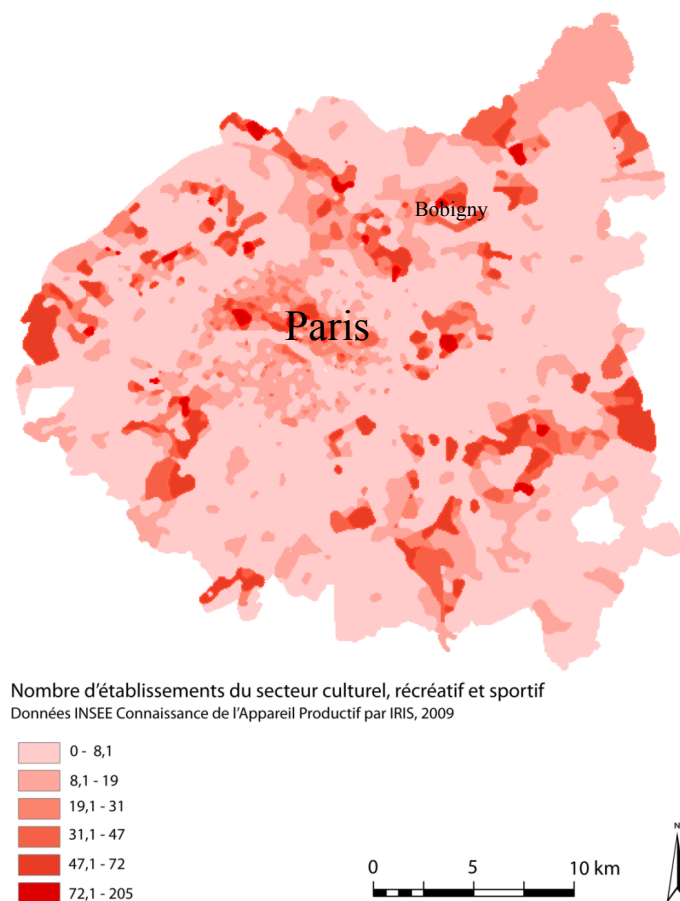 Bobigny
Paris
Nombre d'établissements du secteur culturel, récréatif et sportif
Données INSEE Connaissance de l'Appareil Productif par IRIS, 2009
0 - 8,1
8,1 - 19
19,1 - 31
31,1 - 47
47,1 - 72
72,1 - 205
0 5 10 km
N